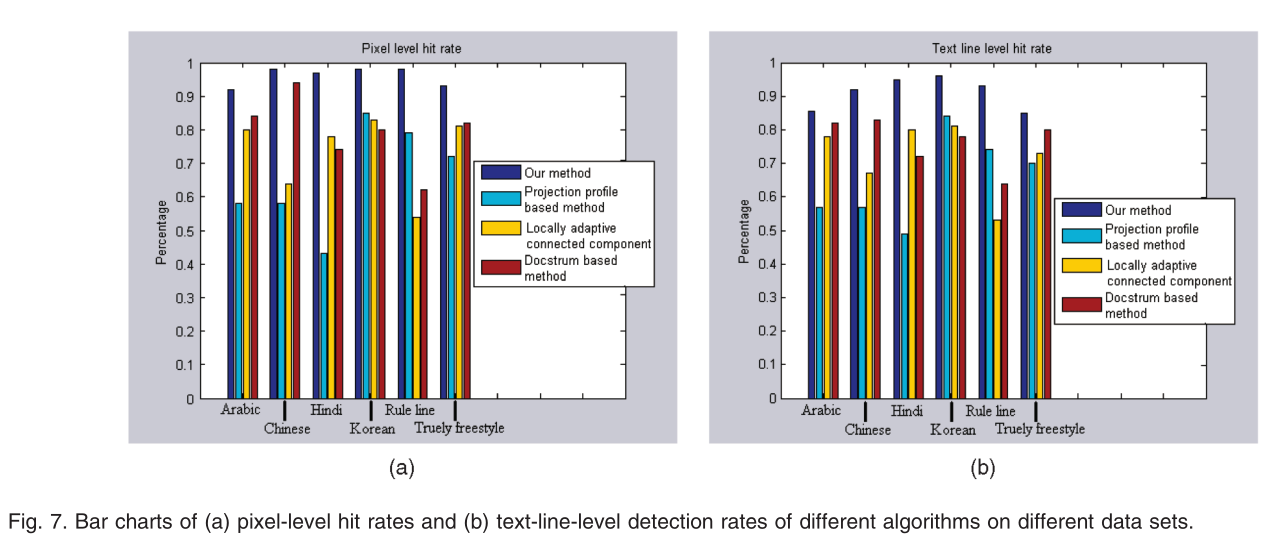 Pixel level hit rate
1
0.9
0.8
0.7
0.6
0.5
0.4
0.3
0.2
0.1
0
Percentage
Arabic
Chinese
Hindi
Korean
Rule line
Truely freestyle
Our method
Projection profile
based method
Locally adaptive
connected component
Docstrum based
method
(a)
Text line level hit rate
1
0.9
0.8
0.7
0.6
0.5
0.4
0.3
0.2
0.1
0
Percentage
Arabic
Chinese
Hindi
Korean
Rule line
Truely freestyle
Our method
Projection profile
based method
Locally adaptive
connected component
Docstrum based
method
(b)
Fig. 7. Bar charts of (a) pixel-level hit rates and (b) text-line-level detection rates of different algorithms on different data sets.